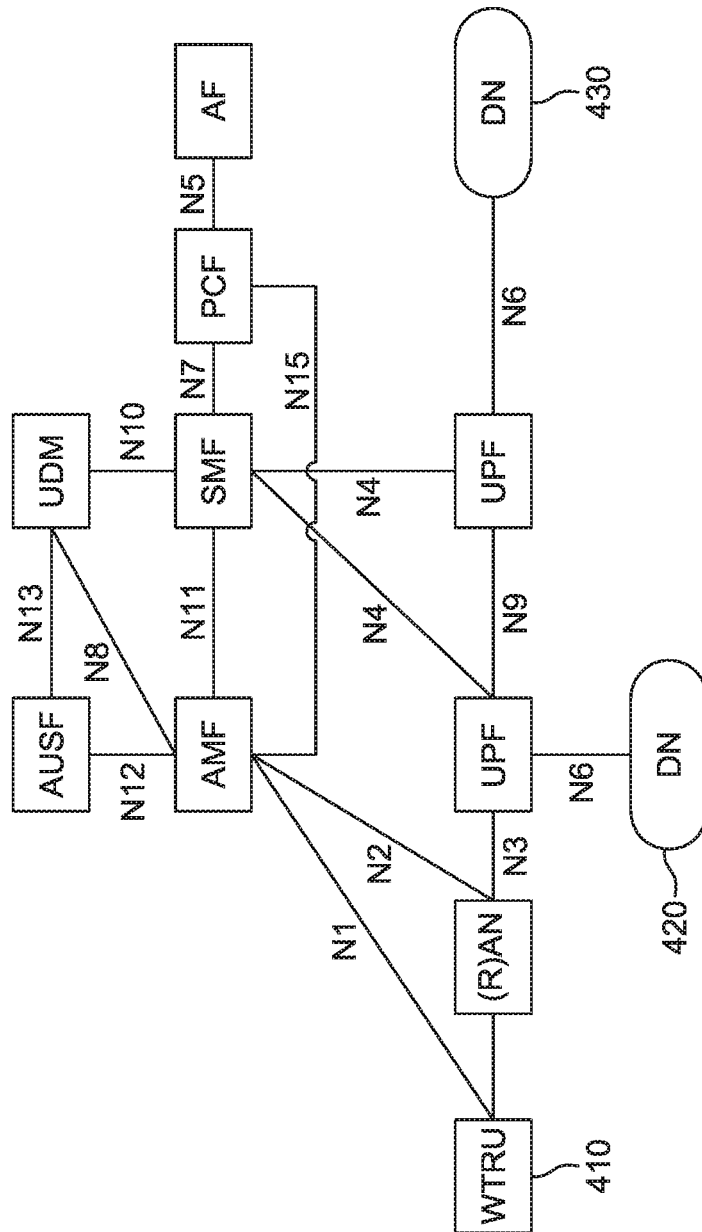 AUSF
N13
UDM
N12
N8
N10
AMF
N11
SMF
N7
PCF
N5
AF
N15
N1
N2
N4
N4
WTRU
(R)AN
N3
UPF
N9
UPF
N6
DN
410
N6
430
DN
420